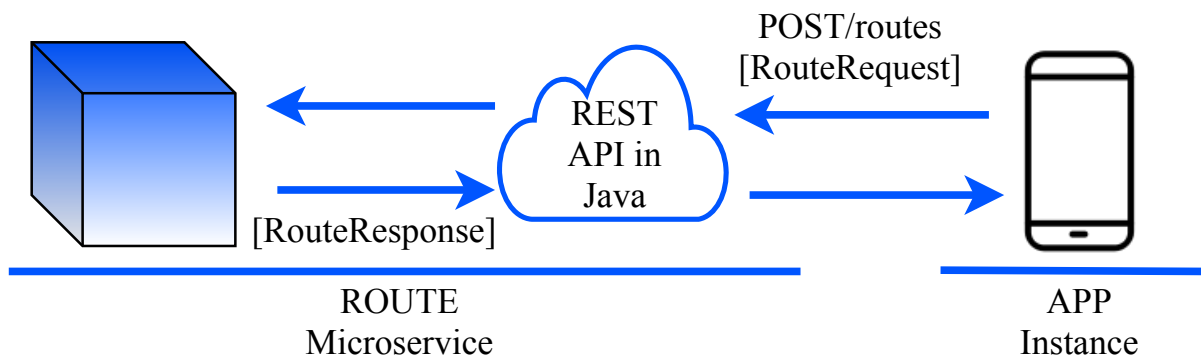 POST/routes
[RouteRequest]
REST
API in
Java
[RouteResponse]
ROUTE
Microservice
APP
Instance